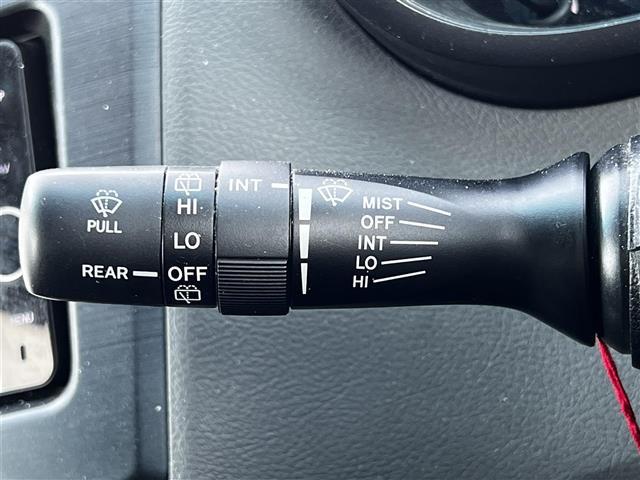 PULL
REAR
HI
LO
OFF
INT
MIST
OFF
INT
LO
HI